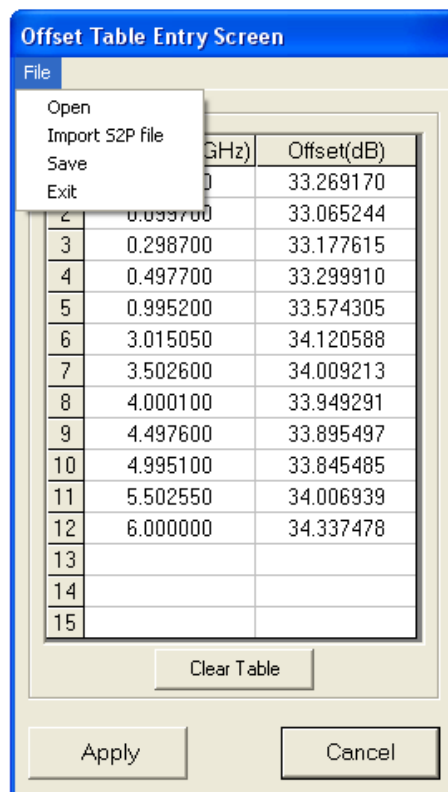 Offset Table Entry Screen
File
Open
Import S2P file
Save
Exit
GHz) Offset(dB)
33.269170
2 0.099700 33.065244
3 0.298700 33.177615
4 0.497700 33.299910
5 0.995200 33.574305
6 3.015050 34.120588
7 3.502600 34.009213
8 4.000100 33.949291
9 4.497600 33.895497
10 4.995100 33.845485
11 5.502550 34.006939
12 6.000000 34.337478
13
14
15
Clear Table
Apply Cancel